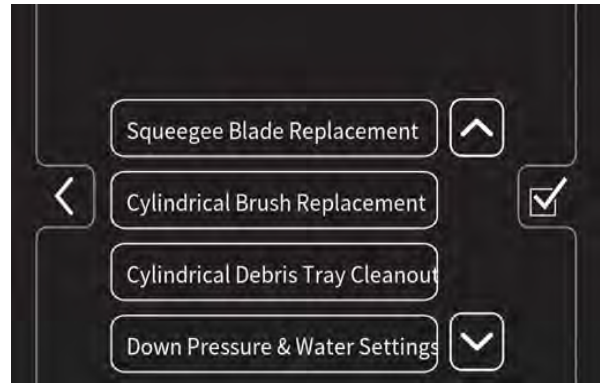 Squeegee Blade Replacement
Cylindrical Brush Replacement
Cylindrical Debris Tray Cleanout
Down Pressure & Water Settings